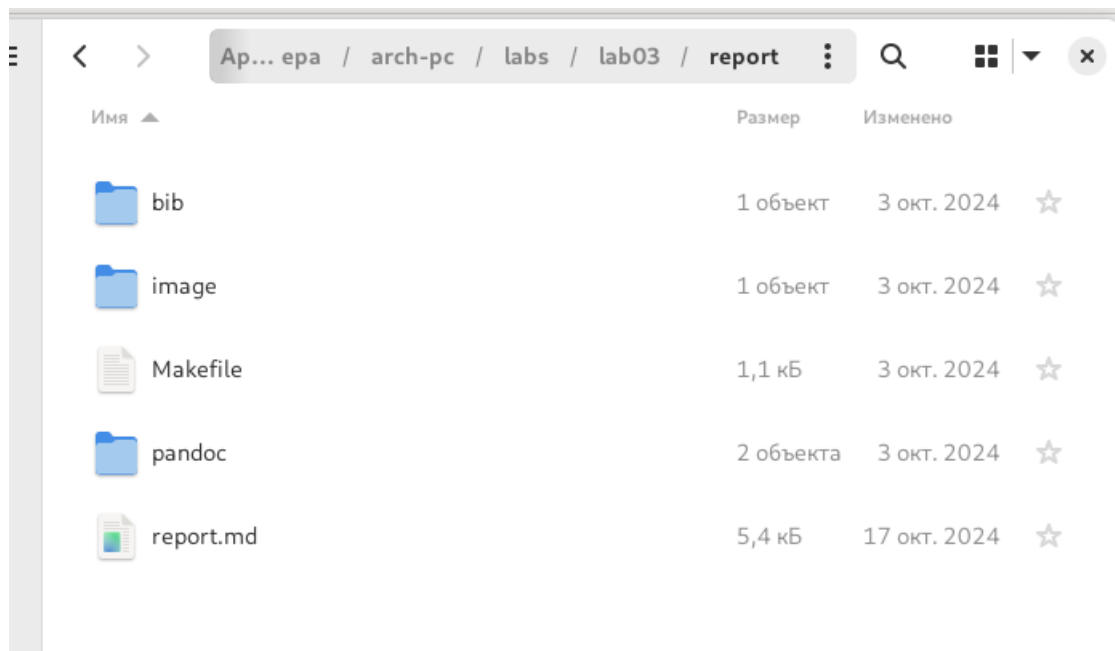 Ар... ера / arch-pc / labs / lab03 / report
Имя Размер Изменено
bib 1 объект 3 окт. 2024
image 1 объект 3 окт. 2024
Makefile 1,1 кБ 3 окт. 2024
pandoc 2 объекта 3 окт. 2024
report.md 5,4 кБ 17 окт. 2024